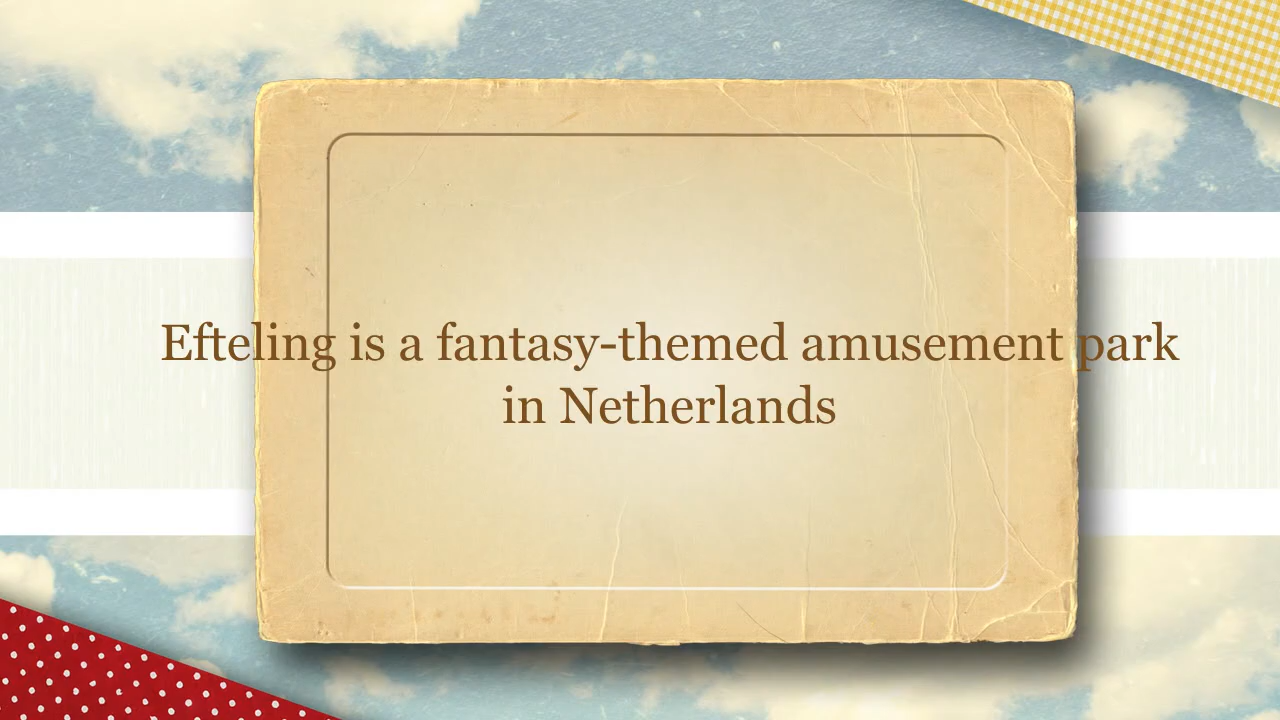 Efteling is a fantasy-themed amusement park
in Netherlands